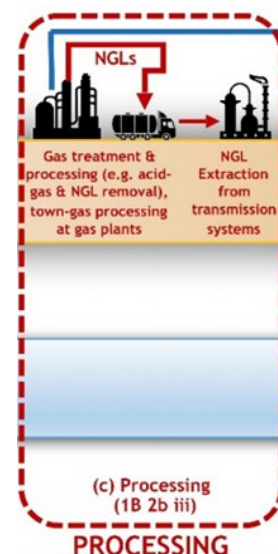 NGLs
Gas treatment &
processing (e.g. acid-
gas & NGL removal),
town-gas processing
at gas plants
NGL
Extraction
from
transmission
systems
(c) Processing
(1B 2b iii)
PROCESSING